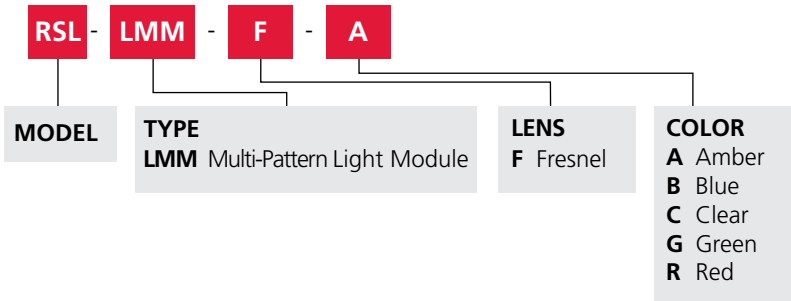 RSL - LMM - F - A
MODEL
TYPE
LMM Multi-Pattern Light Module
LENS
F Fresnel
COLOR
A Amber
B Blue
C Clear
G Green
R Red